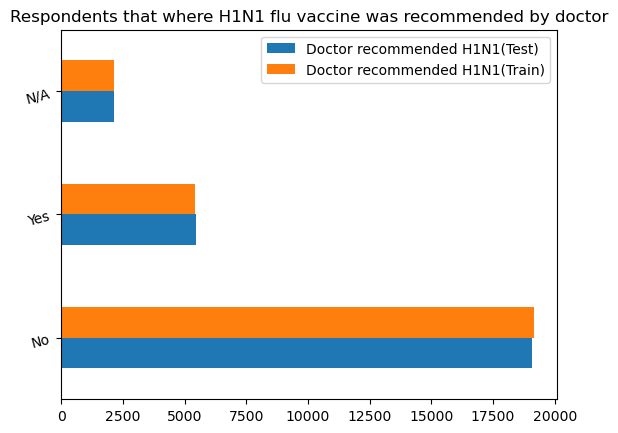 Respondents that where H1N1 flu vaccine was recommended by doctor
Doctor recommended H1N1(Test)
Doctor recommended H1N1(Train)
N/A
Yes
No
0 2500 5000 7500 10000 12500 15000 17500 20000